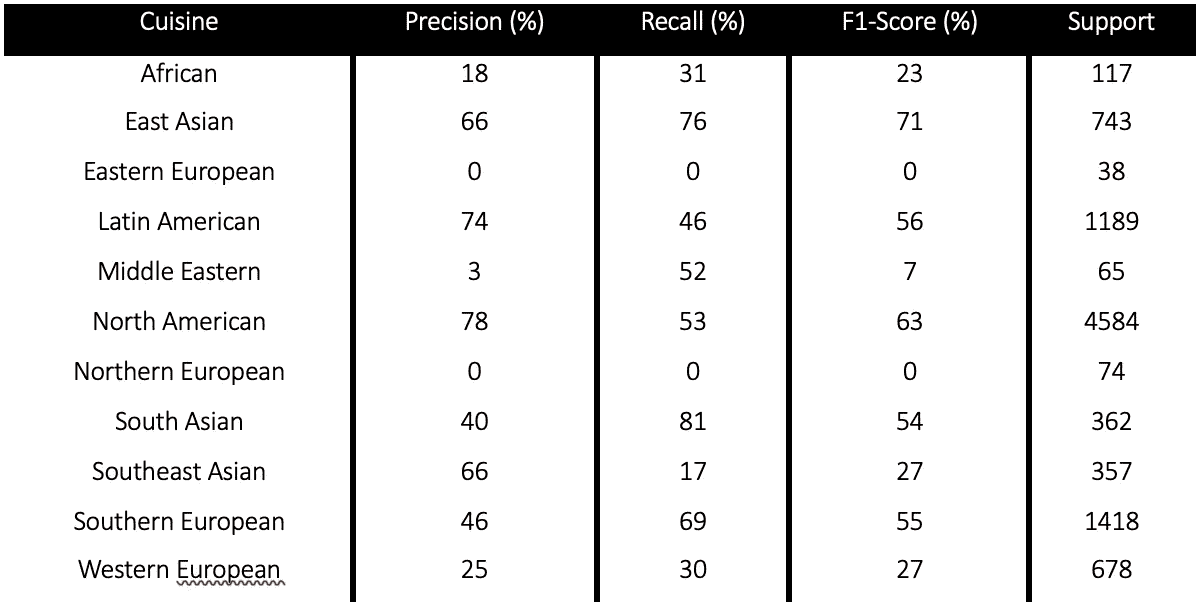 Cuisine Precision (%) Recall (%) F1-Score (%) Support
African 18 31 23 117
East Asian 66 76 71 743
Eastern European 0 0 0 38
Latin American 74 46 56 1189
Middle Eastern 3 52 7 65
North American 78 53 63 4584
Northern European 0 0 0 74
South Asian 40 81 54 362
Southeast Asian 66 17 27 357
Southern European 46 69 55 1418
Western European 25 30 27 678